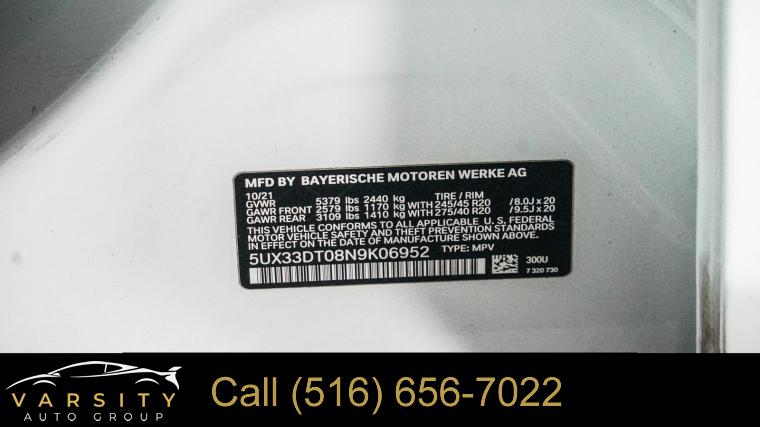 MFD BY BAYERISCHE MOTOREN WERKE AG
10/21 TIRE / RIM
GVWR 5379 lbs 2440 kg
GAWR FRONT 2579 lbs 1170 kg WITH 245/45 R20 /8.0J x 20
GAWR REAR 3109 lbs 1410 kg WITH 275/40 R20 /9.5J x 20
THIS VEHICLE CONFORMS TO ALL APPLICABLE U. S. FEDERAL
MOTOR VEHICLE SAFETY AND THEFT PREVENTION STANDARDS
IN EFFECT ON THE DATE OF MANUFACTURE SHOWN ABOVE.
5UX33DT08N9K06952 TYPE: MPV
300U
7 320 730
VARSITY
AUTO GROUP
Call (516) 656-7022